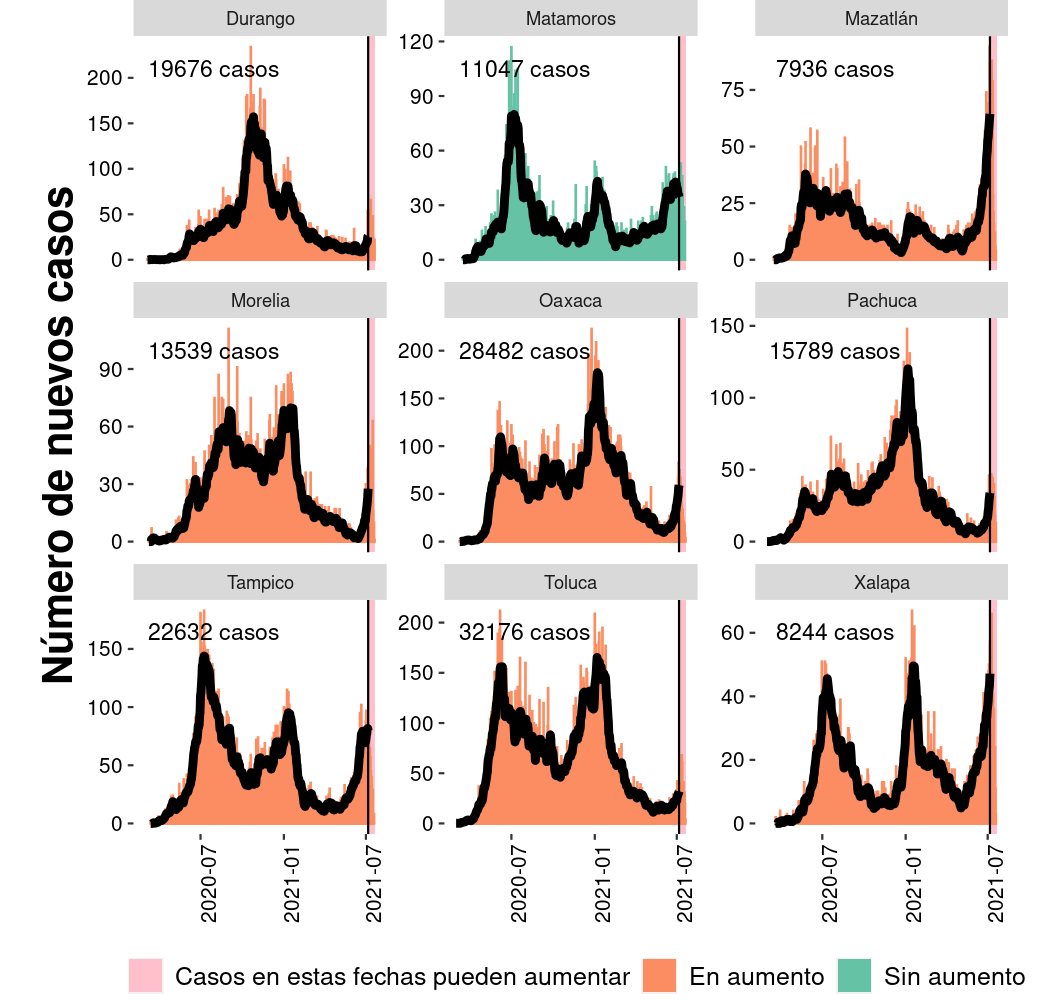 Número de nuevos casos
Durango
19676 casos
200
150
100
50
0
Matamoros
11047 casos
120
90
60
30
0
Mazatlán
7936 casos
75
50
25
0
Morelia
13539 casos
90
60
30
0
Oaxaca
28482 casos
200
150
100
50
0
Pachuca
15789 casos
150
100
50
0
Tampico
22632 casos
150
100
50
0
Toluca
32176 casos
200
150
100
50
0
Xalapa
8244 casos
60
40
20
0
2020-07
2021-01
2021-07
2020-07
2021-01
2021-07
2020-07
2021-01
2021-07
Casos en estas fechas pueden aumentar
En aumento
Sin aumento